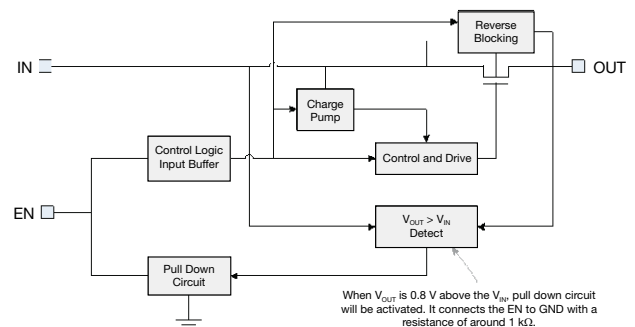 Reverse
Blocking
IN
OUT
Charge
Pump
Control Logic
Input Buffer
Control and Drive
EN
VOUT > VIN
Detect
Pull Down
Circuit
When VOUT is 0.8 V above the VIN, pull down circuit
will be activated. It connects the EN to GND with a
resistance of around 1 kΩ.